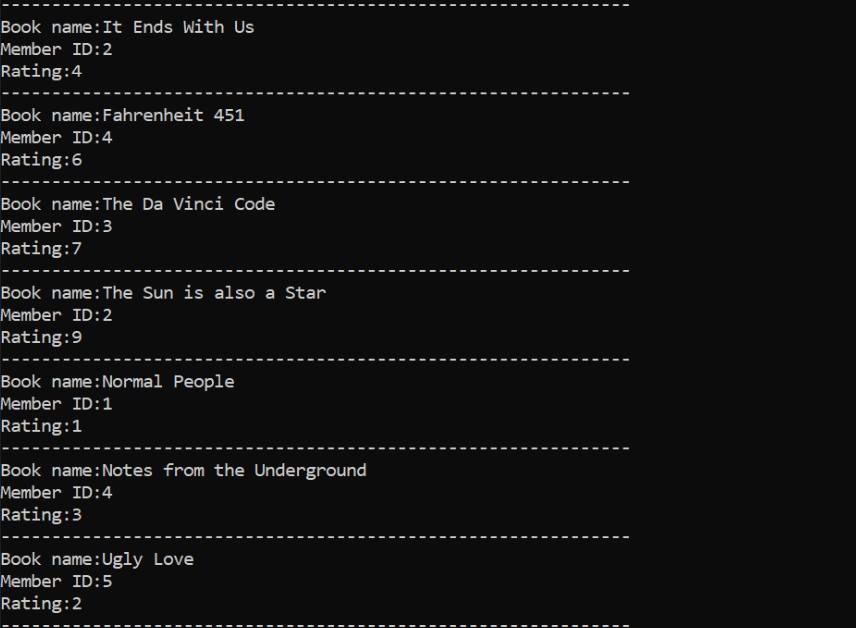 --------------------------------------------------------------
Book name:It Ends With Us
Member ID:2
Rating:4
--------------------------------------------------------------
Book name:Fahrenheit 451
Member ID:4
Rating:6
--------------------------------------------------------------
Book name:The Da Vinci Code
Member ID:3
Rating:7
--------------------------------------------------------------
Book name:The Sun is also a Star
Member ID:2
Rating:9
--------------------------------------------------------------
Book name:Normal People
Member ID:1
Rating:1
--------------------------------------------------------------
Book name:Notes from the Underground
Member ID:4
Rating:3
--------------------------------------------------------------
Book name:Ugly Love
Member ID:5
Rating:2
--------------------------------------------------------------